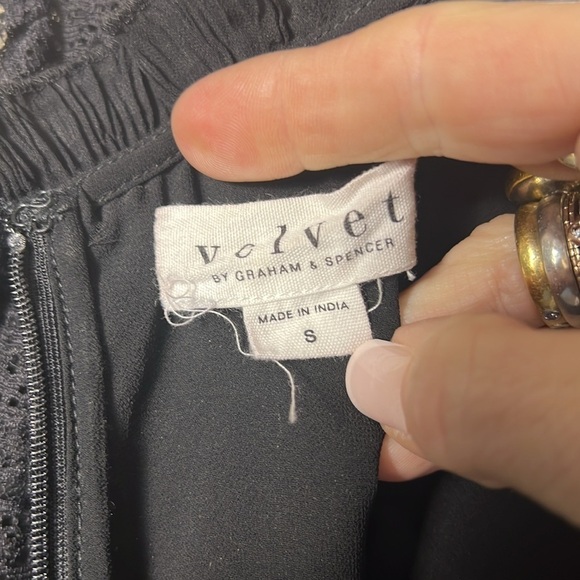 velvet
BY GRAHAM & SPENCER
MADE IN INDIA
S